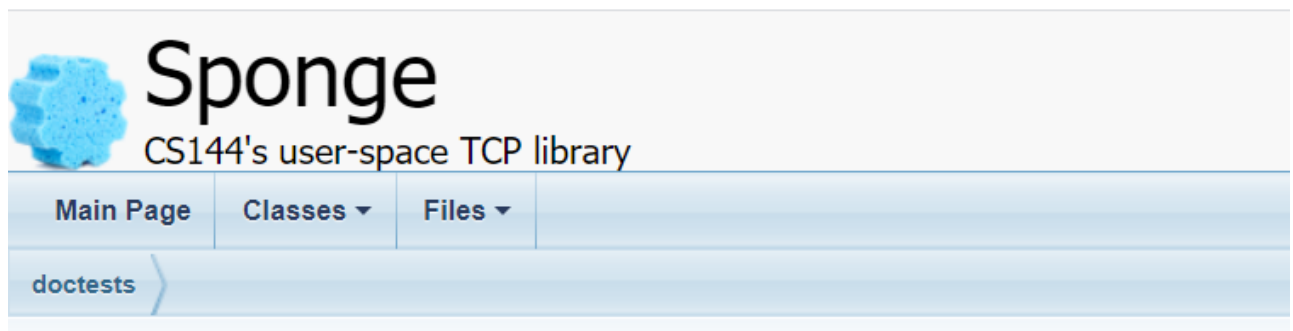 Sponge
CS144's user-space TCP library
Main Page Classes Files
doctests